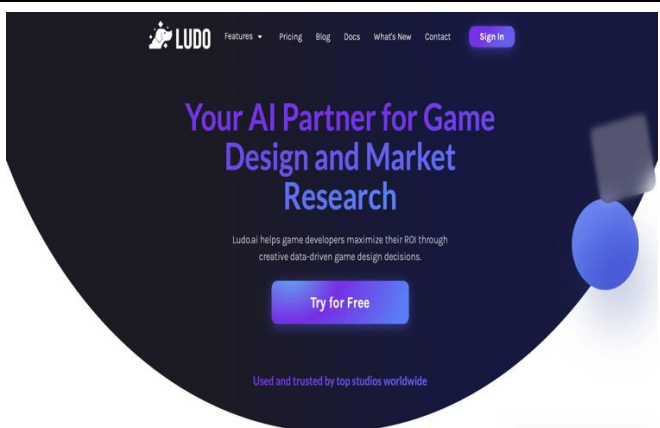 LUDO Features Pricing Blog Docs What's New Contact Sign In
Your AI Partner for Game
Design and Market
Research
Ludo.ai helps game developers maximize their ROI through
creative data-driven game design decisions.
Try for Free
Used and trusted by top studios worldwide